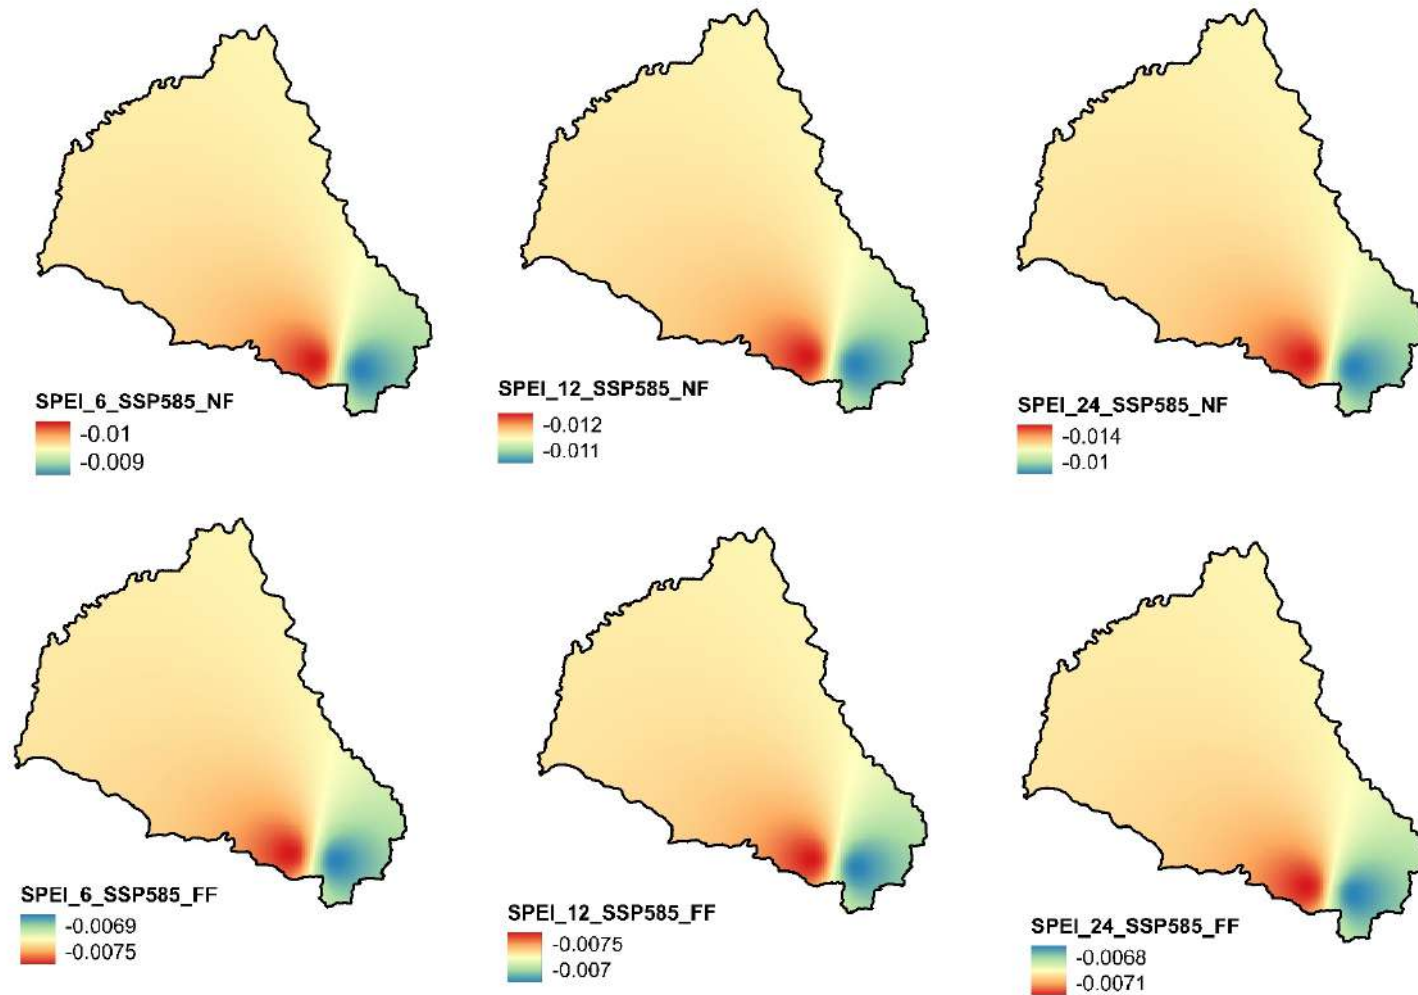 SPEI_6_SSP585_NF
-0.01
-0.009
SPEI_12_SSP585_NF
-0.012
-0.011
SPEI_24_SSP585_NF
-0.014
-0.01
SPEI_6_SSP585_FF
-0.0069
-0.0075
SPEI_12_SSP585_FF
-0.0075
-0.007
SPEI_24_SSP585_FF
-0.0068
-0.0071